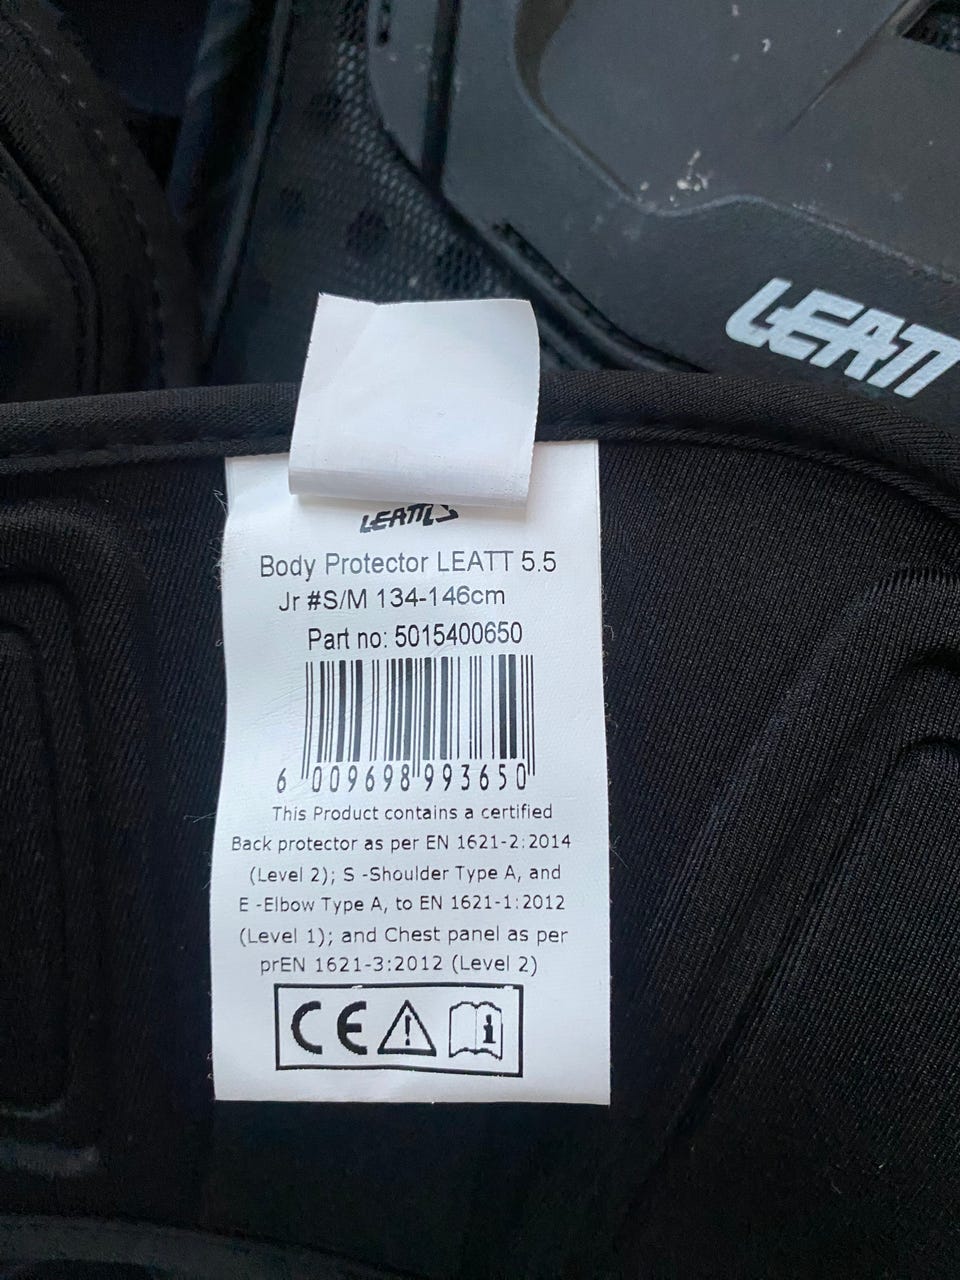 LEATT
LEATT
Body Protector LEATT 5.5
Jr #S/M 134-146cm
Part no: 5015400650
6 009698 993650
This Product contains a certified
Back protector as per EN 1621-2:2014
(Level 2); S -Shoulder Type A, and
E -Elbow Type A, to EN 1621-1:2012
(Level 1); and Chest panel as per
prEN 1621-3:2012 (Level 2)
CE